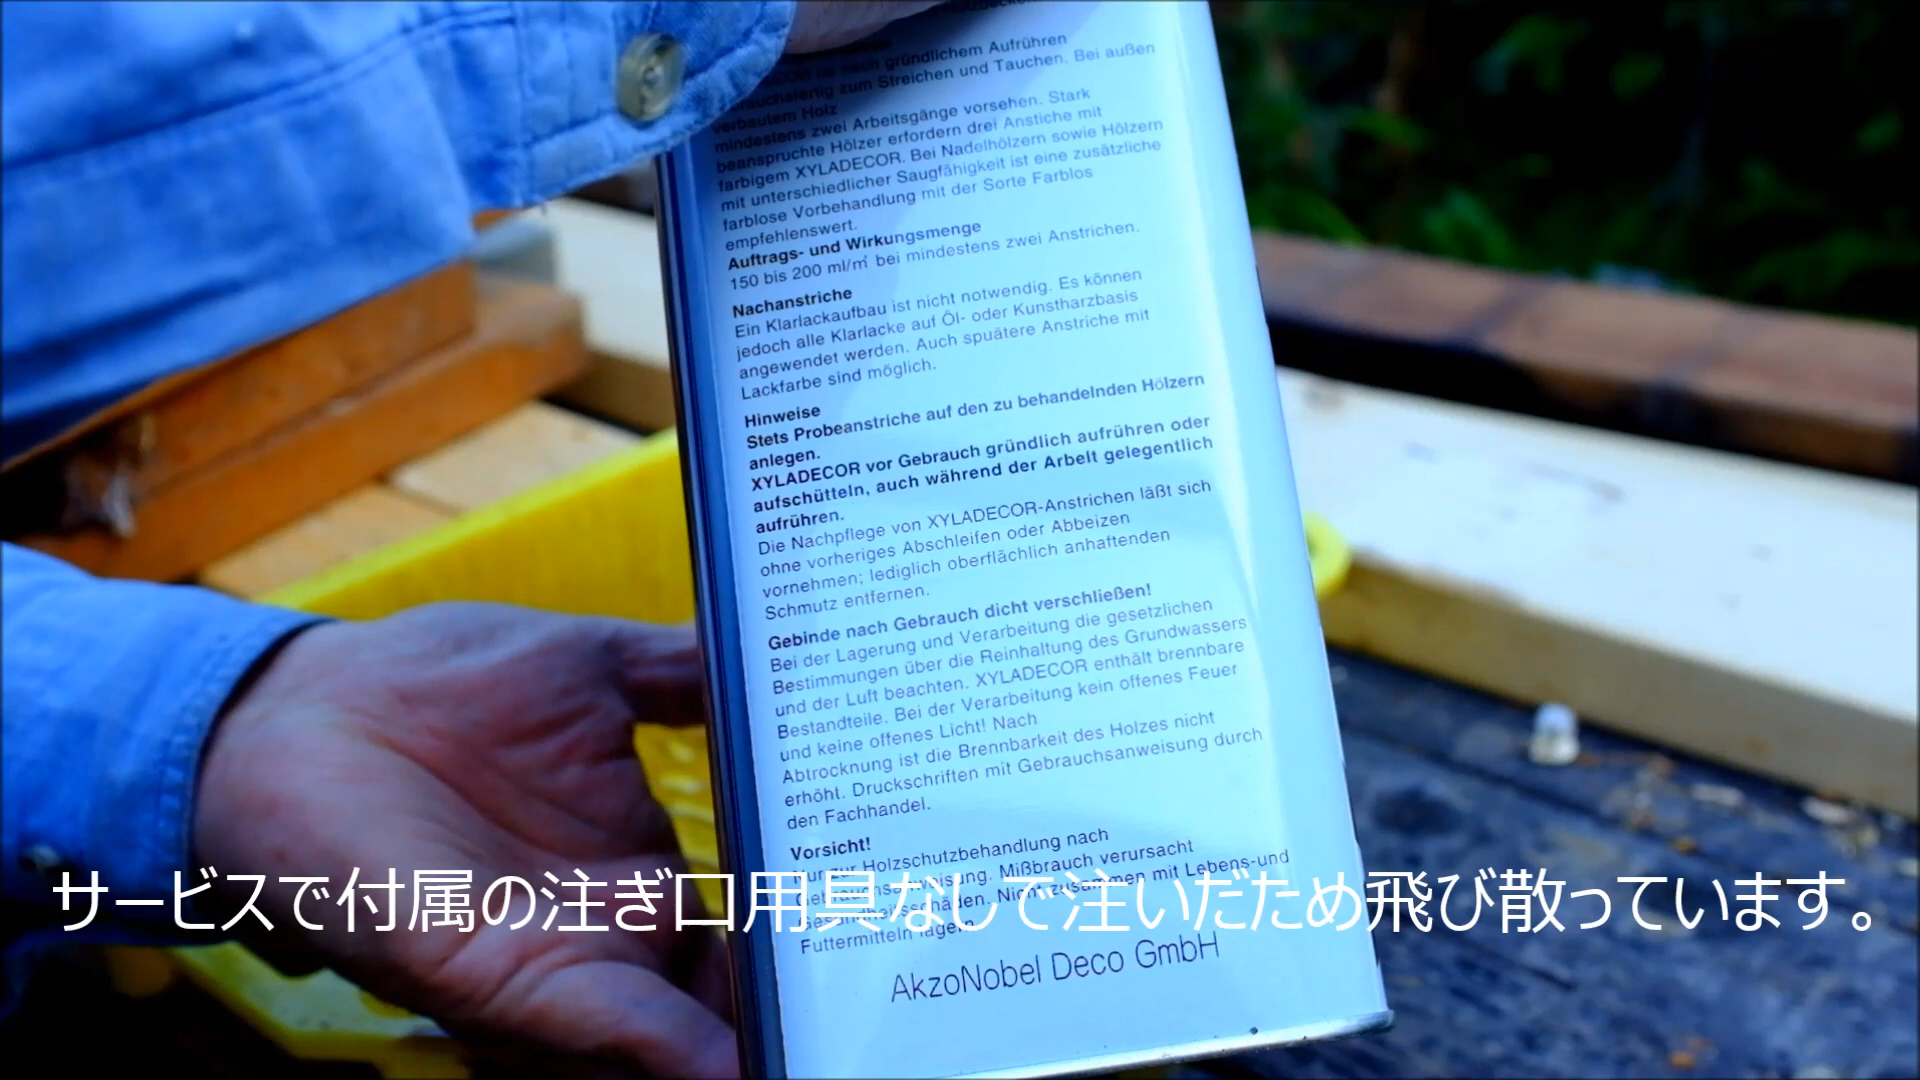 nach gründlichem Aufrühren
zum Streichen und Tauchen. Bei außen
verbautem Holz
mindestens zwei Arbeitsgänge vorsehen. Stark
beanspruchte Hölzer erfordern drei Anstiche mit
farbigem XYLADECOR. Bei Nadelhölzern sowie Hölzern
mit unterschiedlicher Saugfähigkeit ist eine zusätzliche
farblose Vorbehandlung mit der Sorte Farblos
empfehlenswert.
Auftrags- und Wirkungsmenge
150 bis 200 ml/㎡ bei mindestens zwei Anstrichen.
Nachanstriche
Ein Klarlackaufbau ist nicht notwendig. Es können
jedoch alle Klarlacke auf Öl- oder Kunstharzbasis
angewendet werden. Auch spuätere Anstriche mit
Lackfarbe sind möglich.
Hinweise
Stets Probeanstriche auf den zu behandelnden Hölzern
anlegen.
XYLADECOR vor Gebrauch gründlich aufrühren oder
aufschütteln, auch während der Arbelt gelegentlich
aufrühren.
Die Nachpflege von XYLADECOR-Anstrichen läßt sich
ohne vorheriges Abschleifen oder Abbeizen
vornehmen; lediglich oberflächlich anhaftenden
Schmutz entfernen.
Gebinde nach Gebrauch dicht verschließen!
Bei der Lagerung und Verarbeitung die gesetzlichen
Bestimmungen über die Reinhaltung des Grundwassers
und der Luft beachten. XYLADECOR enthält brennbare
Bestandteile. Bei der Verarbeitung kein offenes Feuer
und keine offenes Licht! Nach
Abtrocknung ist die Brennbarkeit des Holzes nicht
erhöht. Druckschriften mit Gebrauchsanweisung durch
den Fachhandel.
Vorsicht!
Nur zur Holzschutzbehandlung nach
Gebrauchsanweisung. Mißbrauch verursacht
Gesundheitsschäden. Nicht zusammen mit Lebens-und
Futtermitteln lagern
AkzoNobel Deco GmbH
サービスで付属の注ぎ口用具なしで注いだため飛び散っています。